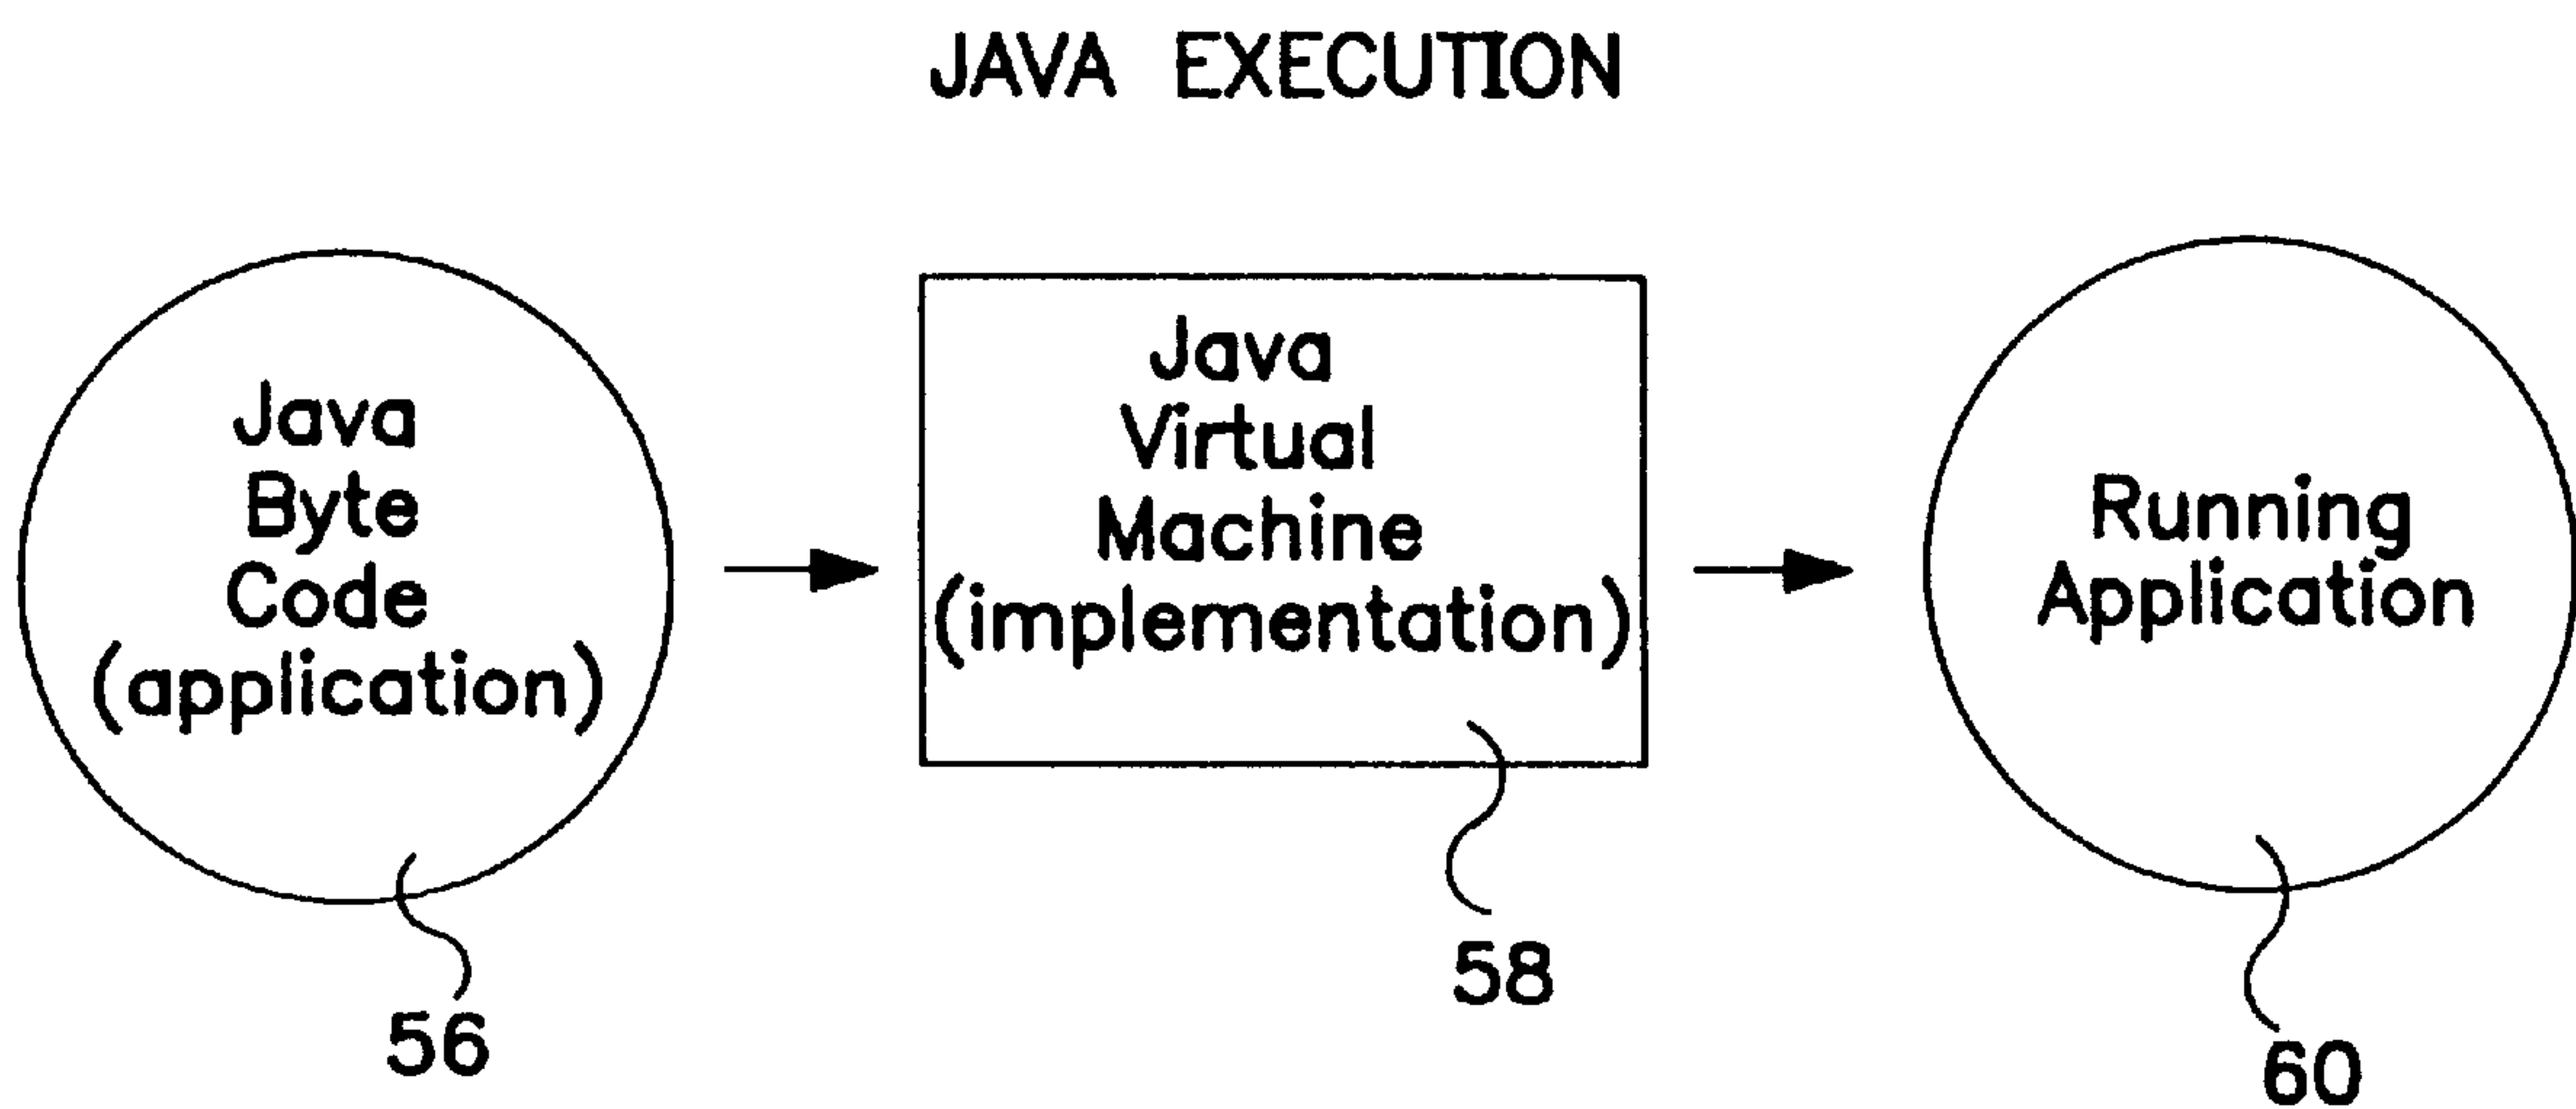 JAVA EXECUTION
Java
Byte
Code
(application)
56
Java
Virtual
Machine
(implementation)
58
Running
Application
60